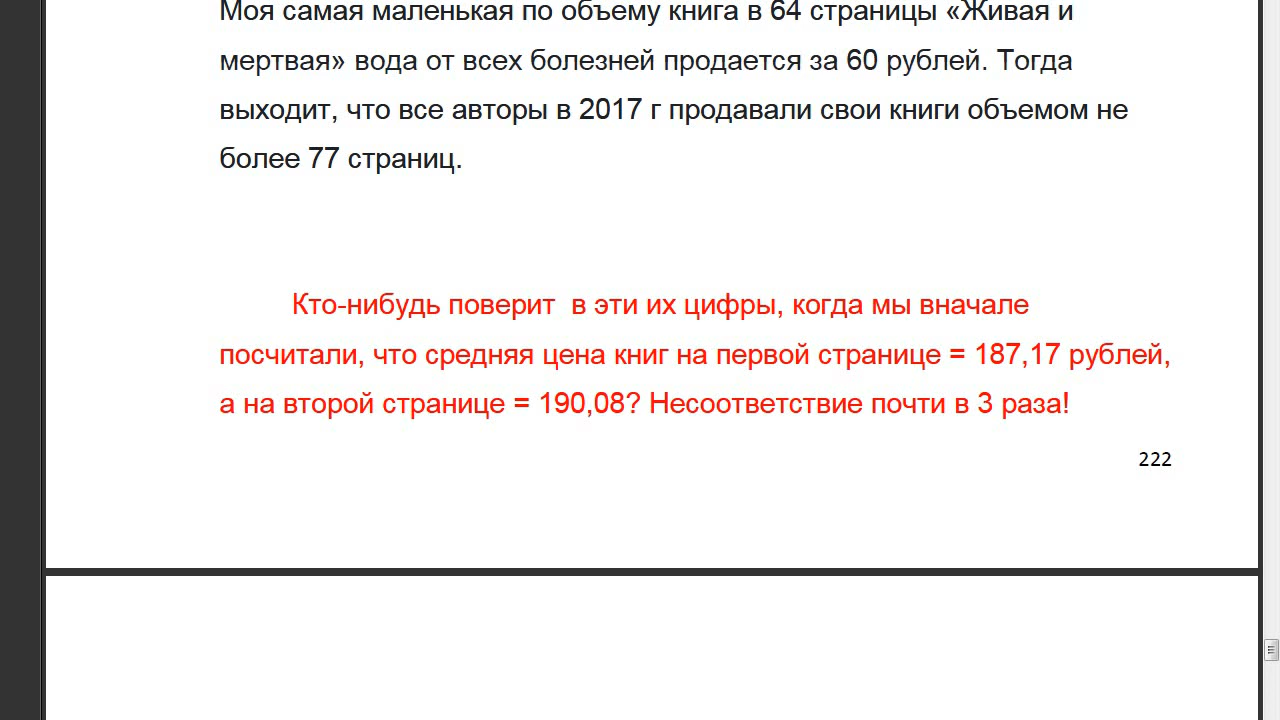 Моя самая маленькая по объему книга в 64 страницы «Живая и
мертвая» вода от всех болезней продается за 60 рублей. Тогда
выходит, что все авторы в 2017 г продавали свои книги объемом не
более 77 страниц.
Кто-нибудь поверит  в эти их цифры, когда мы вначале
посчитали, что средняя цена книг на первой странице = 187,17 рублей,
а на второй странице = 190,08? Несоответствие почти в 3 раза!
222